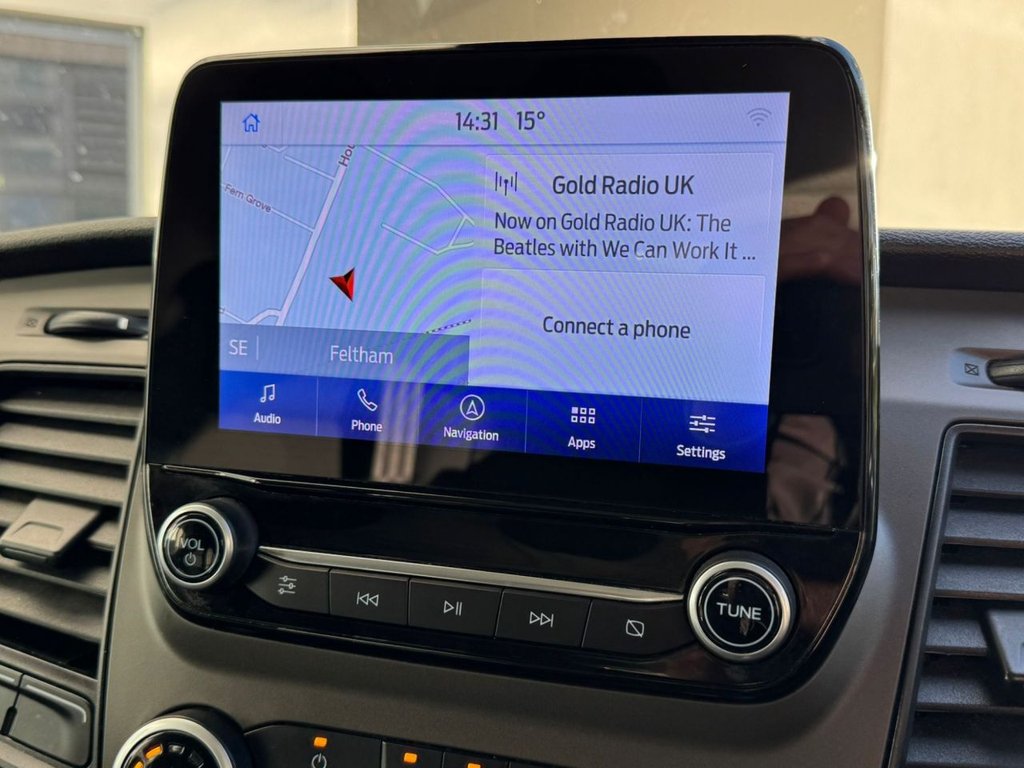 14:31 15°
Hou
Fern Grove
Gold Radio UK
Now on Gold Radio UK: The
Beatles with We Can Work It ...
Connect a phone
SE
Feltham
Audio
Phone
Navigation
Apps
Settings
VOL
TUNE